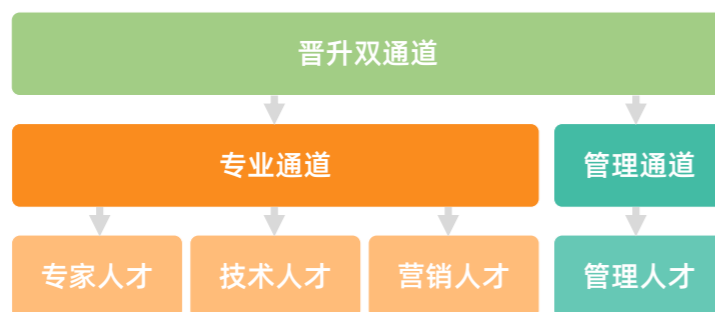 晋升双通道
专业通道
管理通道
专家人才
技术人才
营销人才
管理人才